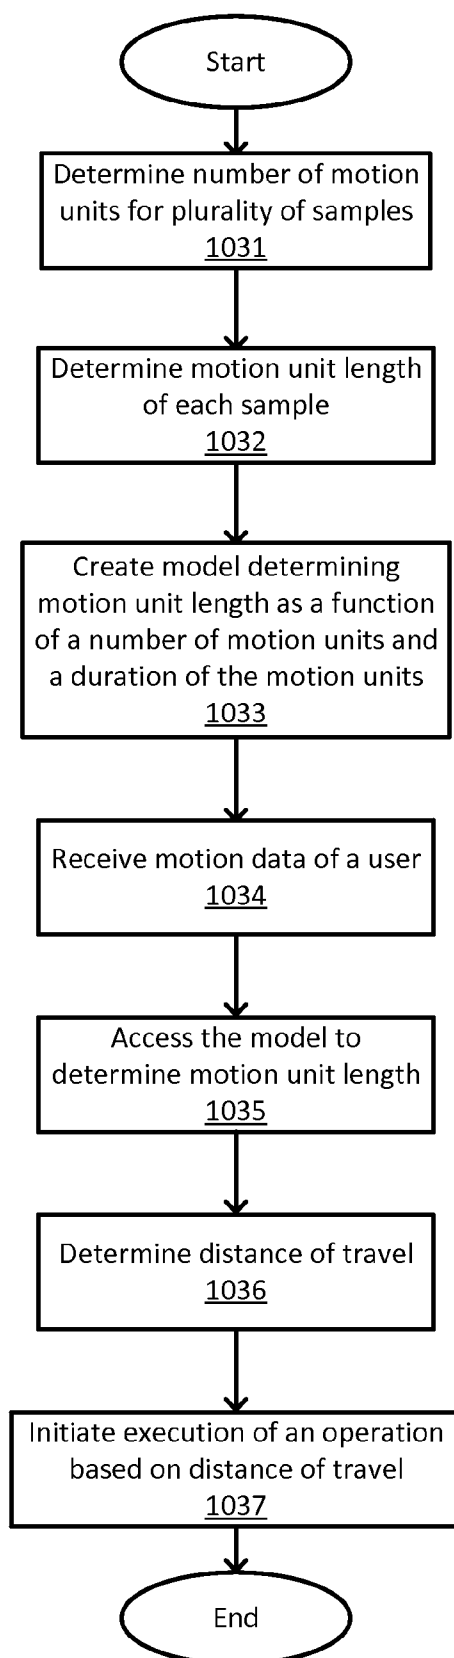 Start
Determine number of motion
units for plurality of samples
1031
Determine motion unit length
of each sample
1032
Create model determining
motion unit length as a function
of a number of motion units and
a duration of the motion units
1033
Receive motion data of a user
1034
Access the model to
determine motion unit length
1035
Determine distance of travel
1036
Initiate execution of an operation
based on distance of travel
1037
End